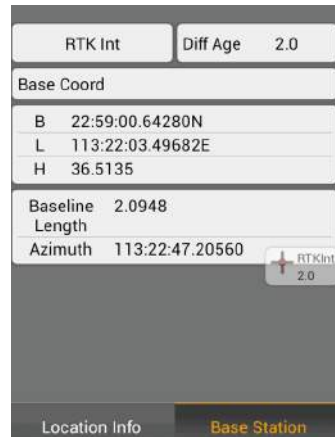 RTK Int Diff Age 2.0
Base Coord
B 22:59:00.64280N
L 113:22:03.49682E
H 36.5135
Baseline Length 2.0948
Azimuth 113:22:47.20560
RTKInt
2.0
Location Info Base Station